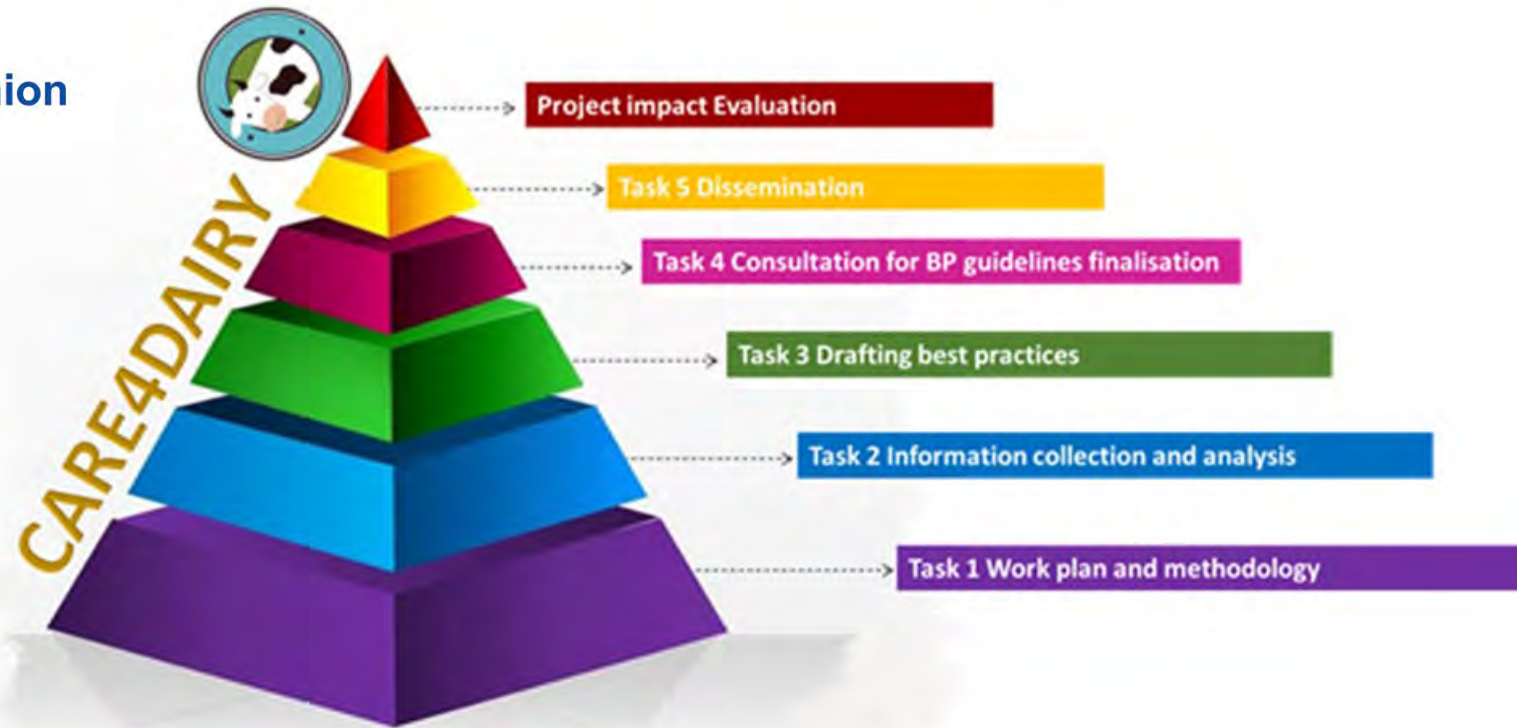 nion
Project impact Evaluation
Task 5 Dissemination
Task 4 Consultation for BP guidelines finalisation
Task 3 Drafting best practices
Task 2 Information collection and analysis
Task 1 Work plan and methodology
CARE4DAIRY